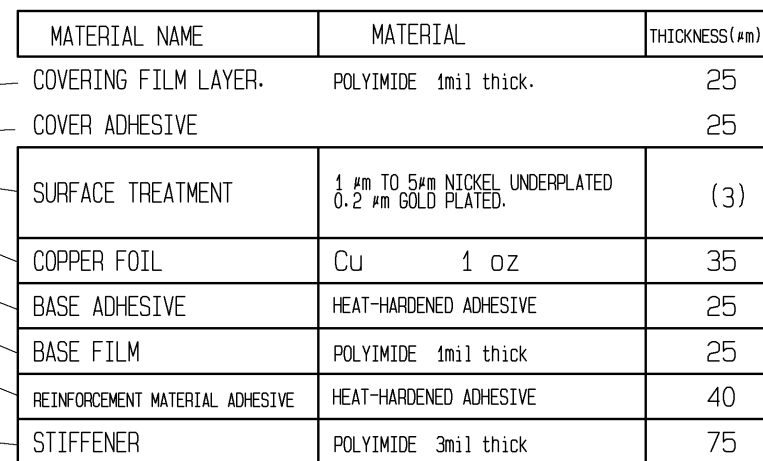 MATERIAL NAME MATERIAL THICKNESS(μm)
COVERING FILM LAYER. POLYIMIDE 1mil thick. 25
COVER ADHESIVE 25
SURFACE TREATMENT 1 μm TO 5μm NICKEL UNDERPLATED
0.2 μm GOLD PLATED. (3)
COPPER FOIL Cu 1 oz 35
BASE ADHESIVE HEAT-HARDENED ADHESIVE 25
BASE FILM POLYIMIDE 1mil thick 25
REINFORCEMENT MATERIAL ADHESIVE HEAT-HARDENED ADHESIVE 40
STIFFENER POLYIMIDE 3mil thick 75